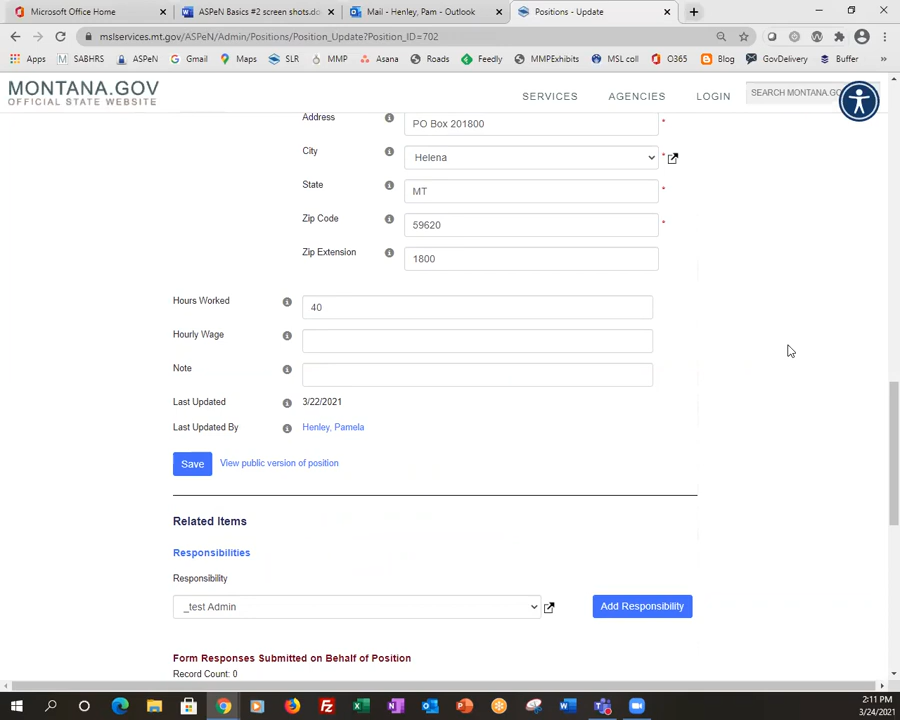 Microsoft Office Home
ASPeN Basics #2 screen shots.do
Mail - Henley, Pam - Outlook
Positions - Update
mslservices.mt.gov/ASPeN/Admin/Positions/Position_Update?Position_ID=702
Apps SABHRS ASPeN Gmail Maps SLR MMP Asana Roads Feedly MMPExhibits MSL coll O365 Blog GovDelivery Buffer
MONTANA.GOV
OFFICIAL STATE WEBSITE
SERVICES AGENCIES LOGIN SEARCH MONTANA.GO
Address PO Box 201800 *
City Helena *
State MT *
Zip Code 59620 *
Zip Extension 1800
Hours Worked 40
Hourly Wage
Note
Last Updated 3/22/2021
Last Updated By Henley, Pamela
Save View public version of position
Related Items
Responsibilities
Responsibility
_test Admin Add Responsibility
Form Responses Submitted on Behalf of Position
Record Count: 0
2:11 PM
3/24/2021